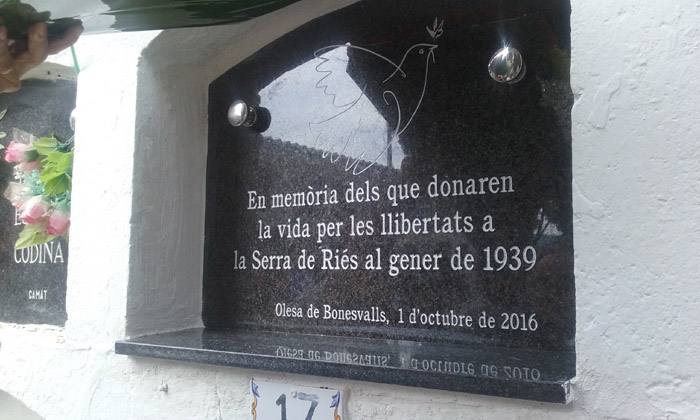 En memòria dels que donaren
la vida per les llibertats a
la Serra de Riés al gener de 1939
Olesa de Bonesvalls, 1 d'octubre de 2016
CODINA
CAMAT
17